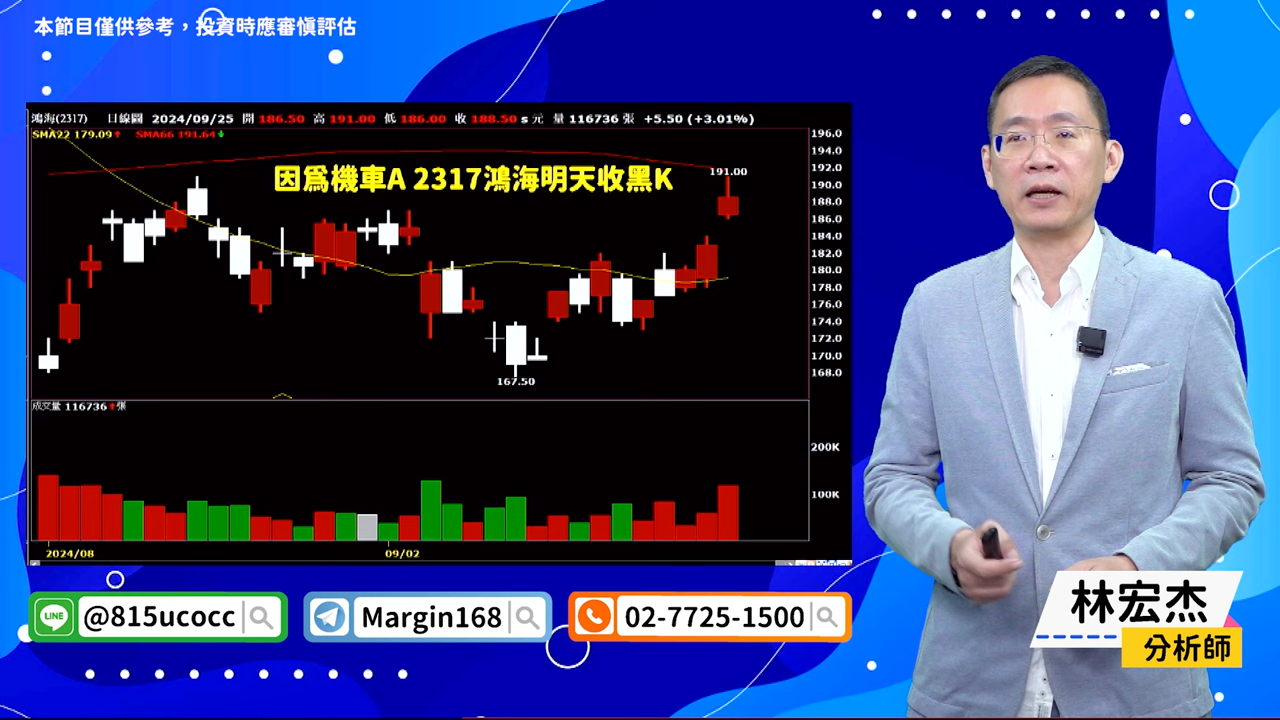 本節目僅供參考，投資時應審慎評估
鴻海(2317) 日線圖 2024/09/25 開 186.50 高 191.00 低 186.00 收 188.50 s 元 量 116736 張 +5.50 (+3.01%)
SMA22 179.09↑ SMA66 191.64↓
因為機車A 2317鴻海明天收黑K
191.00
167.50
196.0
194.0
192.0
190.0
188.0
186.0
184.0
182.0
180.0
178.0
176.0
174.0
172.0
170.0
168.0
成交量 116736↑張
200K
100K
2024/08
09/02
LINE @815ucocc
Margin168
02-7725-1500
林宏杰
分析師